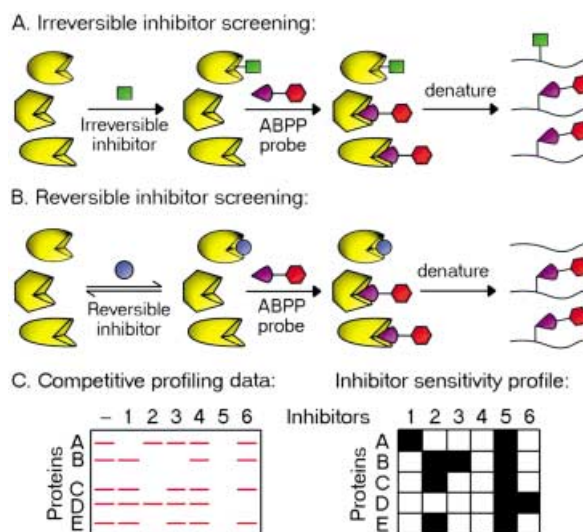 A. Irreversible inhibitor screening:
Irreversible
inhibitor
ABPP
probe
denature
B. Reversible inhibitor screening:
Reversible
inhibitor
ABPP
probe
denature
C. Competitive profiling data:
Inhibitor sensitivity profile:
– 1 2 3 4 5 6
Inhibitors
1 2 3 4 5 6
Proteins
A
B
C
D
E
Proteins
A
B
C
D
E